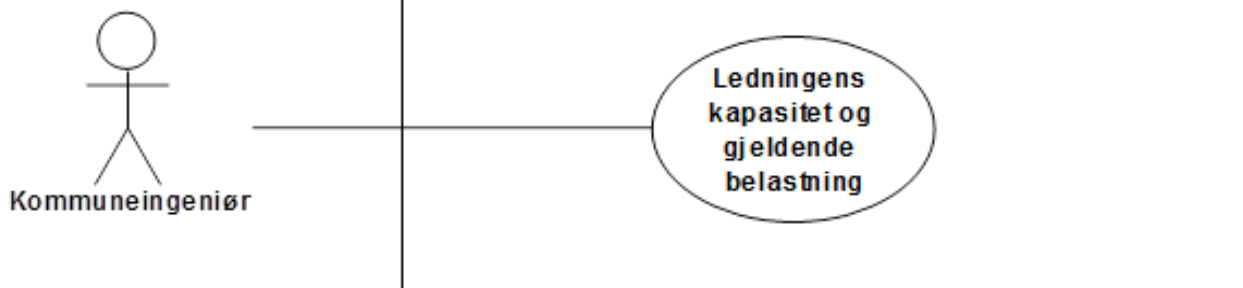 Kommuneingeniør
Ledningens
kapasitet og
gjeldende
belastning